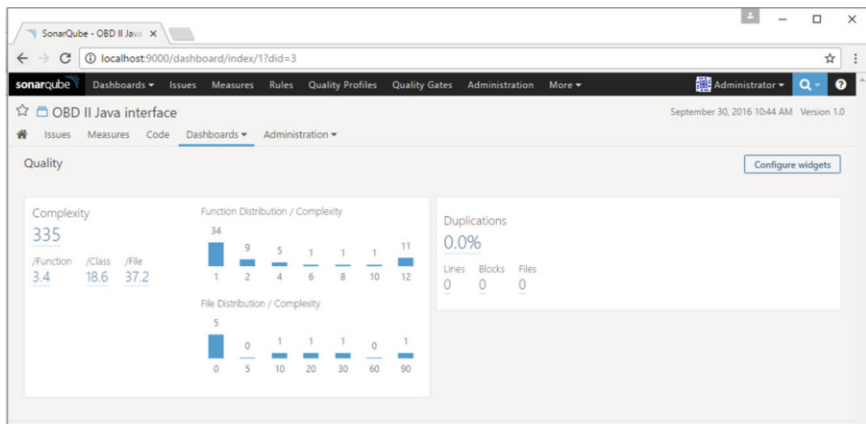 SonarQube - OBD II Java
localhost:9000/dashboard/index/1?did=3
sonarqube Dashboards Issues Measures Rules Quality Profiles Quality Gates Administration More Administrator
OBD II Java interface
September 30, 2016 10:44 AM Version 1.0
Issues Measures Code Dashboards Administration
Quality
Configure widgets
Complexity
335
/Function /Class /File
3.4 18.6 37.2
Function Distribution / Complexity
34 9 5 1 1 1 11
1 2 4 6 8 10 12
File Distribution / Complexity
5 0 1 1 1 0 1
0 5 10 20 30 60 90
Duplications
0.0%
Lines Blocks Files
0 0 0